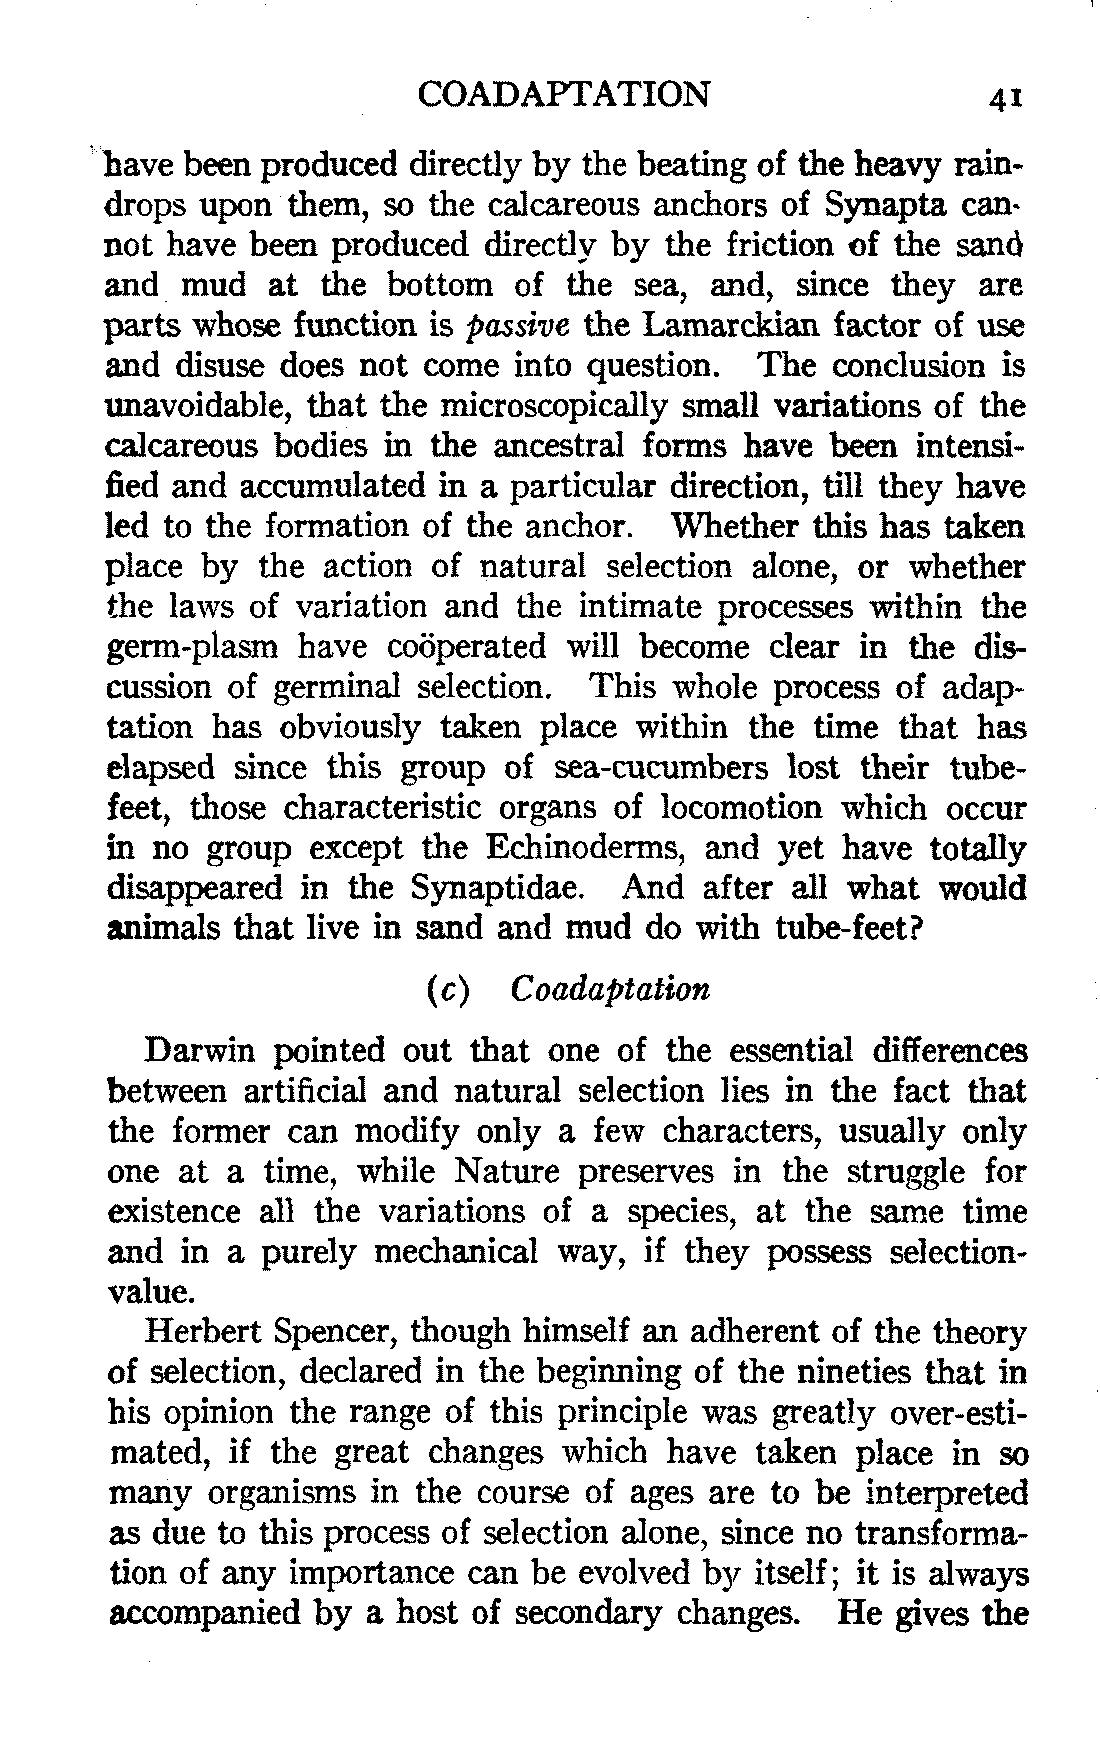 COADAPTATION 41
have been produced directly by the beating of the heavy rain-
drops upon them, so the calcareous anchors of Synapta can-
not have been produced directly by the friction of the sand
and mud at the bottom of the sea, and, since they are
parts whose function is passive the Lamarckian factor of use
and disuse does not come into question. The conclusion is
unavoidable, that the microscopically small variations of the
calcareous bodies in the ancestral forms have been intensi-
fied and accumulated in a particular direction, till they have
led to the formation of the anchor. Whether this has taken
place by the action of natural selection alone, or whether
the laws of variation and the intimate processes within the
germ-plasm have coöperated will become clear in the dis-
cussion of germinal selection. This whole process of adap-
tation has obviously taken place within the time that has
elapsed since this group of sea-cucumbers lost their tube-
feet, those characteristic organs of locomotion which occur
in no group except the Echinoderms, and yet have totally
disappeared in the Synaptidae. And after all what would
animals that live in sand and mud do with tube-feet?
(c) Coadaptation
Darwin pointed out that one of the essential differences
between artificial and natural selection lies in the fact that
the former can modify only a few characters, usually only
one at a time, while Nature preserves in the struggle for
existence all the variations of a species, at the same time
and in a purely mechanical way, if they possess selection-
value.
Herbert Spencer, though himself an adherent of the theory
of selection, declared in the beginning of the nineties that in
his opinion the range of this principle was greatly over-esti-
mated, if the great changes which have taken place in so
many organisms in the course of ages are to be interpreted
as due to this process of selection alone, since no transforma-
tion of any importance can be evolved by itself; it is always
accompanied by a host of secondary changes. He gives the